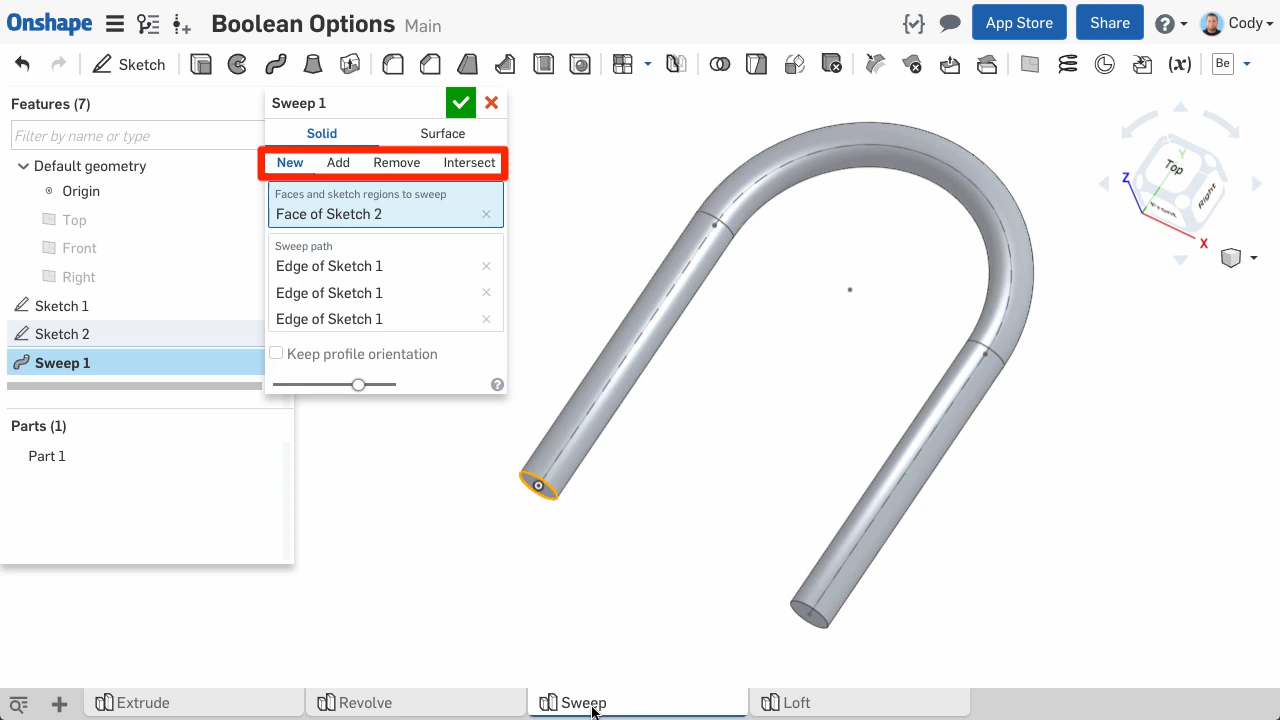 Onshape Boolean Options Main App Store Share Cody
Sketch (x) Be
Features (7)
Filter by name or type
Default geometry
Origin
Top
Front
Right
Sketch 1
Sketch 2
Sweep 1
Parts (1)
Part 1
Sweep 1
Solid Surface
New Add Remove Intersect
Faces and sketch regions to sweep
Face of Sketch 2
Sweep path
Edge of Sketch 1
Edge of Sketch 1
Edge of Sketch 1
Keep profile orientation
Y
Top
Z
Right
X
Extrude Revolve Sweep Loft